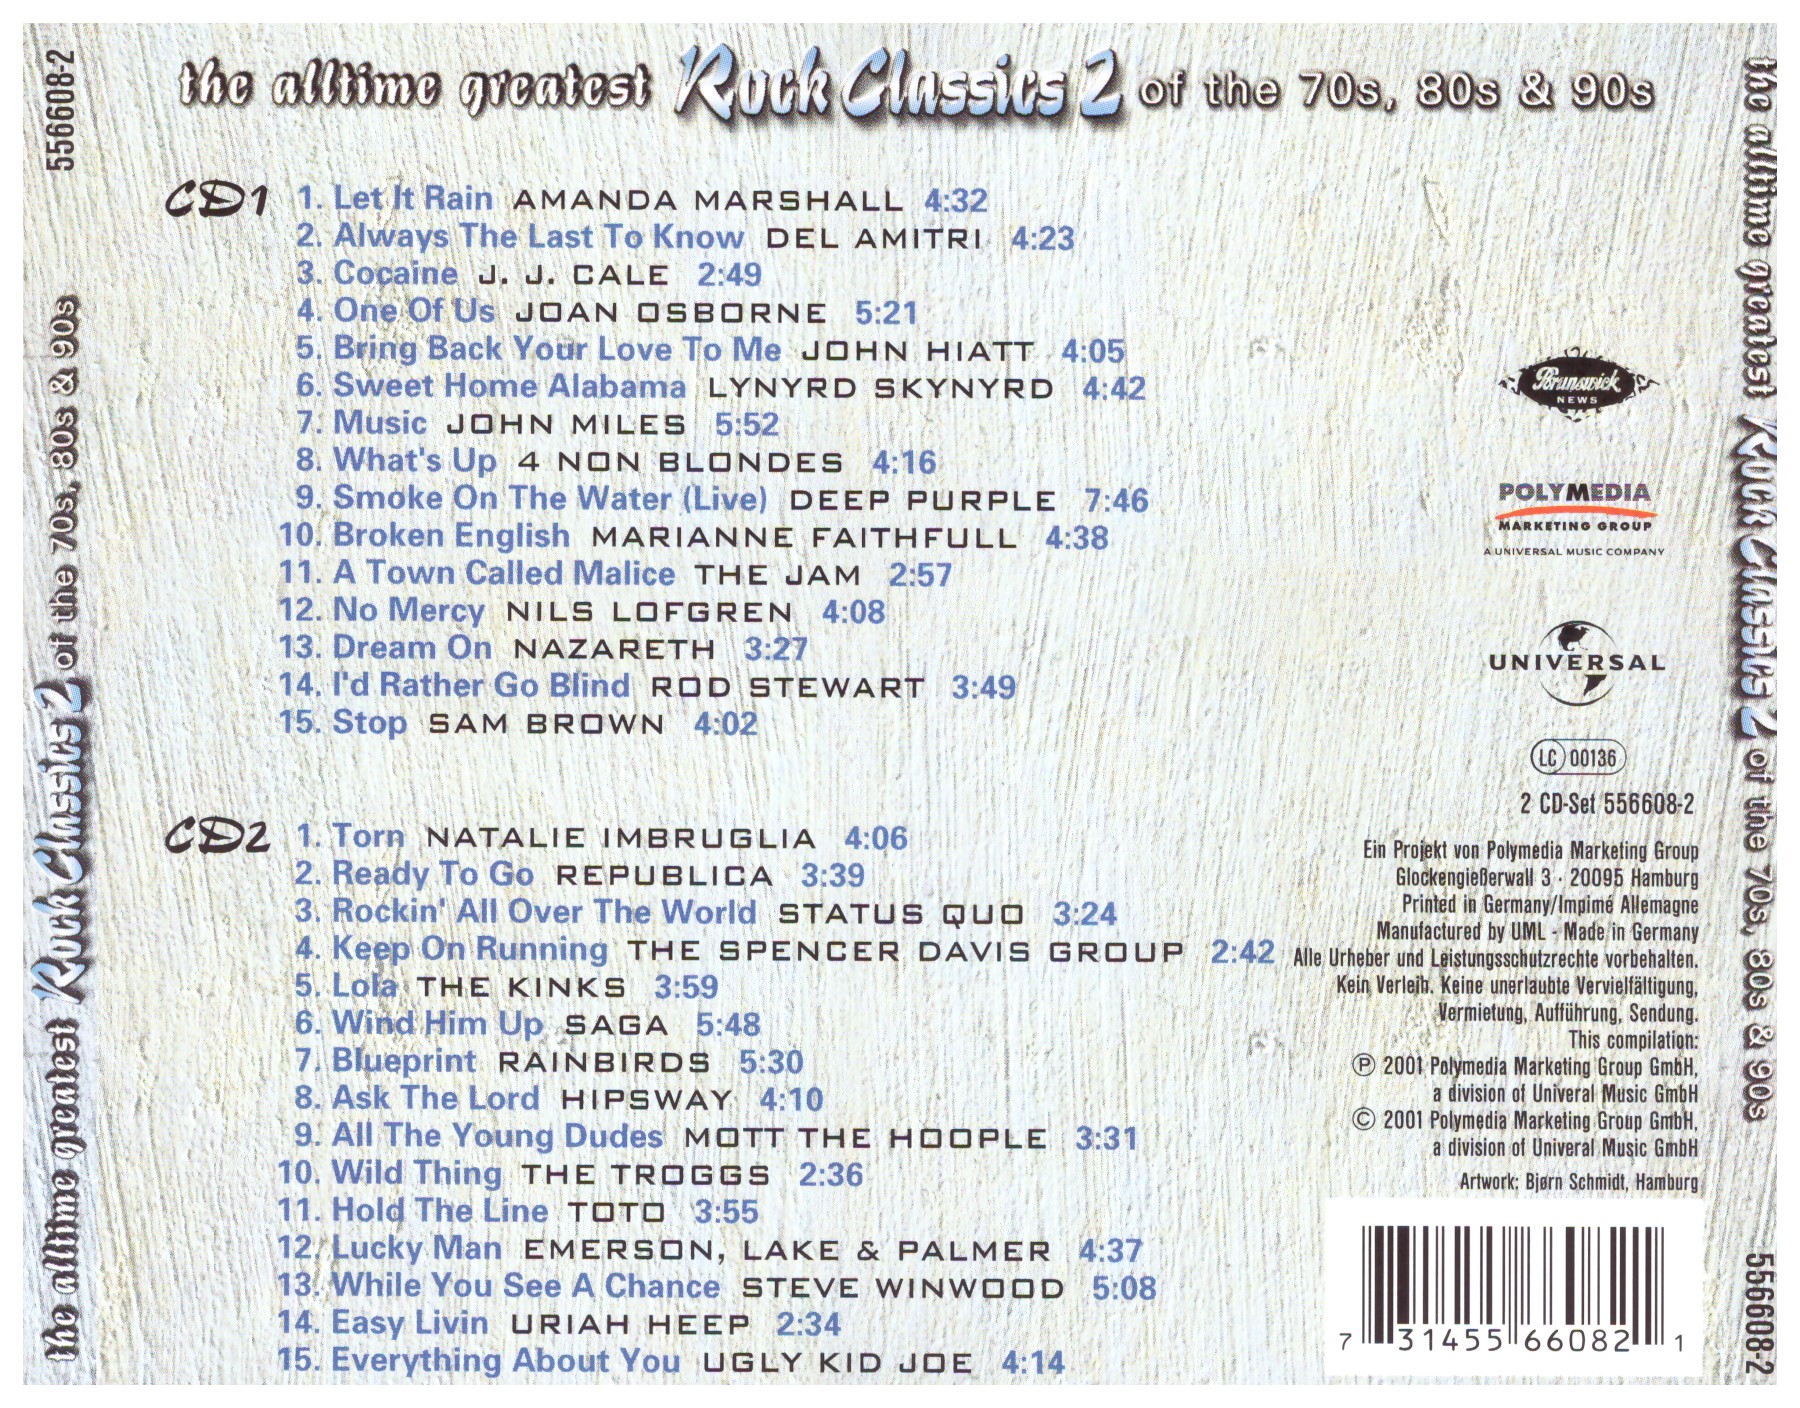 the alltime greatest Rock Classics 2 of the 70s, 80s & 90s
CD1
1. Let It Rain AMANDA MARSHALL 4:32
2. Always The Last To Know DEL AMITRI 4:23
3. Cocaine J. J. CALE 2:49
4. One Of Us JOAN OSBORNE 5:21
5. Bring Back Your Love To Me JOHN HIATT 4:05
6. Sweet Home Alabama LYNYRD SKYNYRD 4:42
7. Music JOHN MILES 5:52
8. What's Up 4 NON BLONDES 4:16
9. Smoke On The Water (Live) DEEP PURPLE 7:46
10. Broken English MARIANNE FAITHFULL 4:38
11. A Town Called Malice THE JAM 2:57
12. No Mercy NILS LOFGREN 4:08
13. Dream On NAZARETH 3:27
14. I'd Rather Go Blind ROD STEWART 3:49
15. Stop SAM BROWN 4:02
CD2
1. Torn NATALIE IMBRUGLIA 4:06
2. Ready To Go REPUBLICA 3:39
3. Rockin' All Over The World STATUS QUO 3:24
4. Keep On Running THE SPENCER DAVIS GROUP 2:42
5. Lola THE KINKS 3:59
6. Wind Him Up SAGA 5:48
7. Blueprint RAINBIRDS 5:30
8. Ask The Lord HIPSWAY 4:10
9. All The Young Dudes MOTT THE HOOPLE 3:31
10. Wild Thing THE TROGGS 2:36
11. Hold The Line TOTO 3:55
12. Lucky Man EMERSON, LAKE & PALMER 4:37
13. While You See A Chance STEVE WINWOOD 5:08
14. Easy Livin URIAH HEEP 2:34
15. Everything About You UGLY KID JOE 4:14
Brunswick
NEWS
POLYMEDIA
MARKETING GROUP
A UNIVERSAL MUSIC COMPANY
UNIVERSAL
LC 00136
2 CD-Set 556608-2
Ein Projekt von Polymedia Marketing Group
Glockengießerwall 3 · 20095 Hamburg
Printed in Germany/Impimé Allemagne
Manufactured by UML - Made in Germany
Alle Urheber und Leistungsschutzrechte vorbehalten.
Kein Verleih. Keine unerlaubte Vervielfältigung,
Vermietung, Aufführung, Sendung.
This compilation:
Ⓟ 2001 Polymedia Marketing Group GmbH,
a division of Univeral Music GmbH
© 2001 Polymedia Marketing Group GmbH,
a division of Univeral Music GmbH
Artwork: Bjørn Schmidt, Hamburg
7 31455 66082 1
the alltime greatest Rock Classics 2 of the 70s, 80s & 90s 556608-2
the alltime greatest Rock Classics 2 of the 70s, 80s & 90s 556608-2